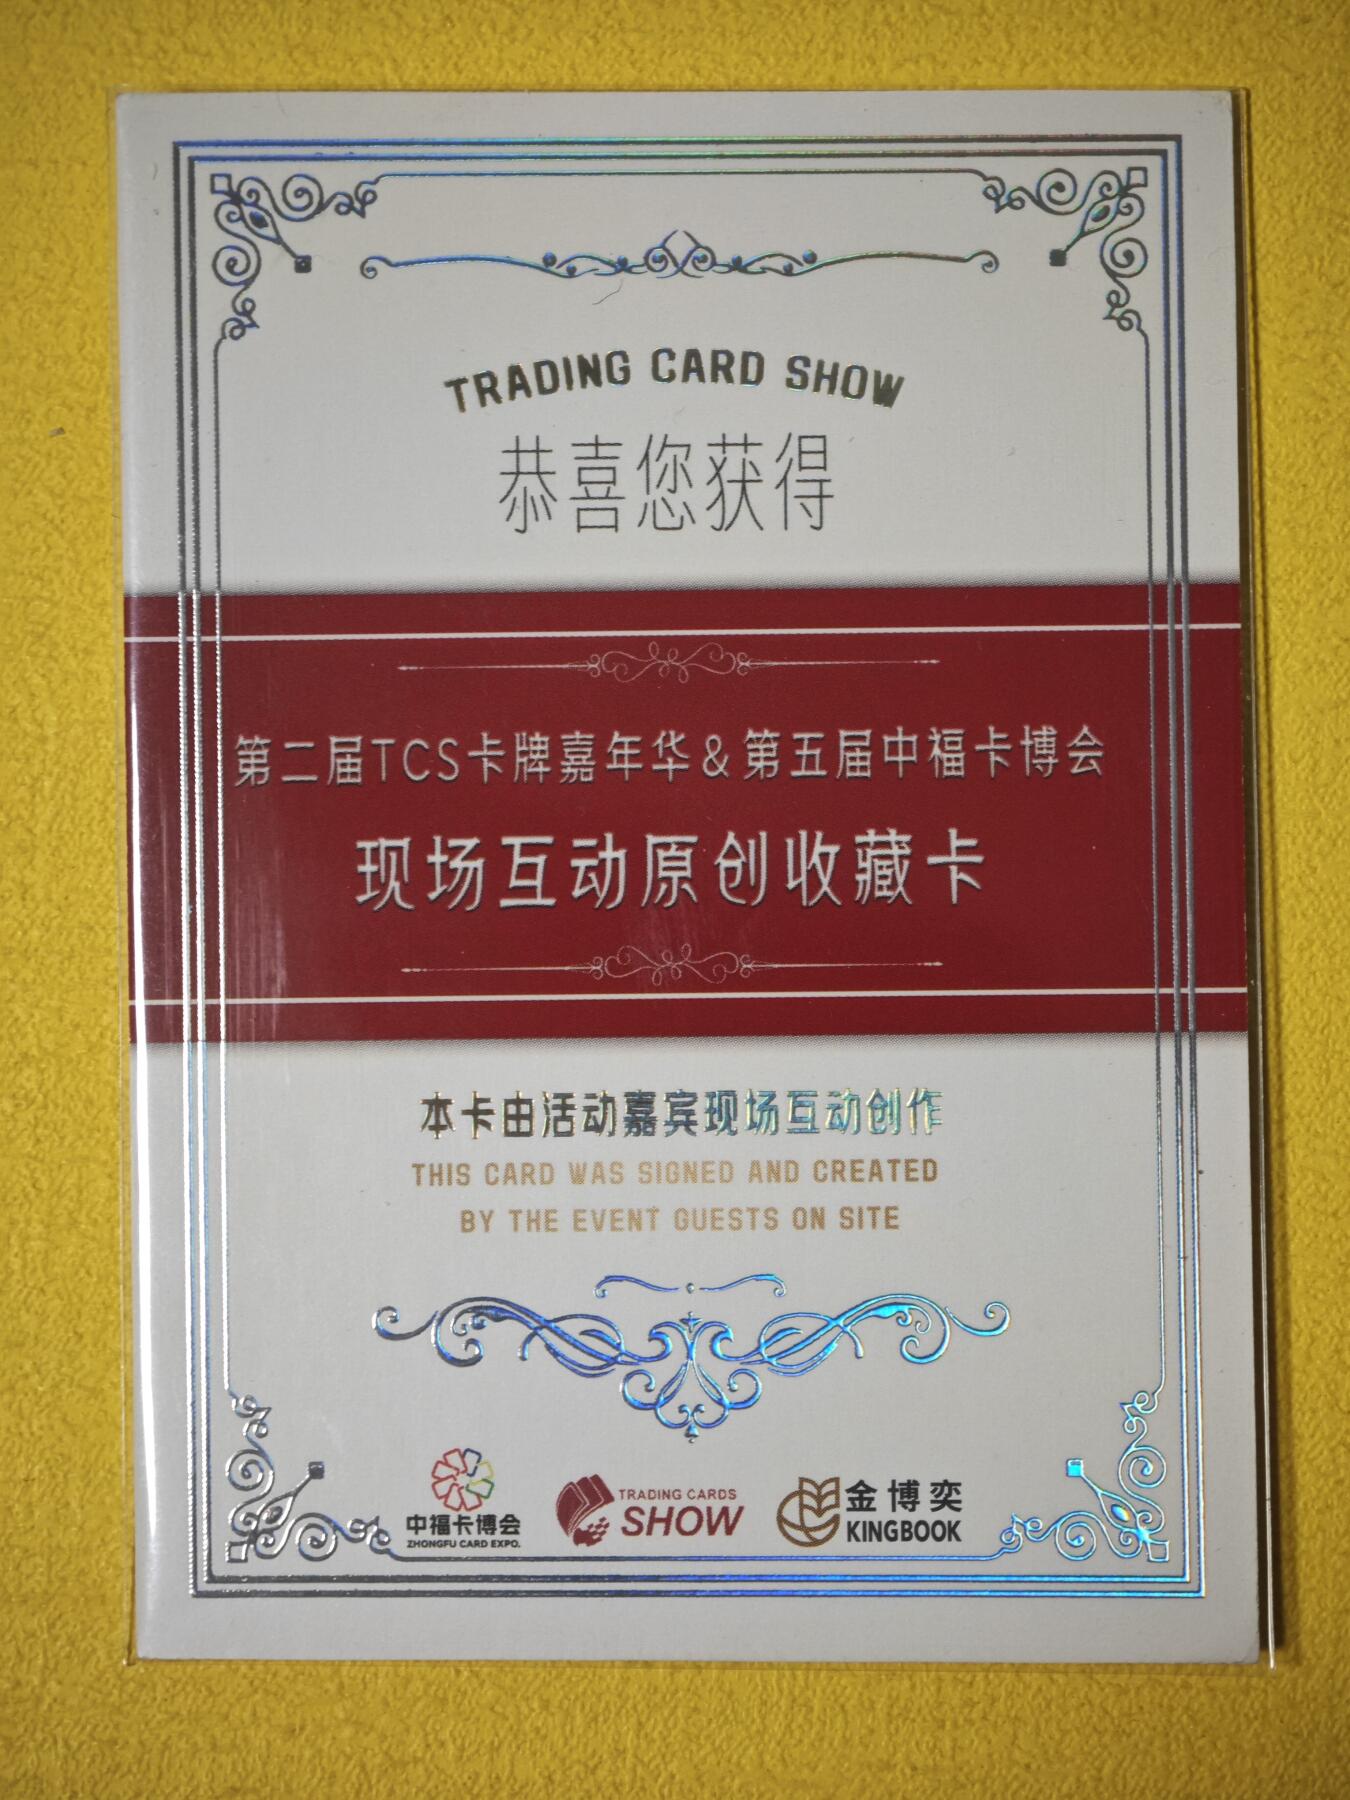 TRADING CARD SHOW
恭喜您获得
第二届TCS卡牌嘉年华&第五届中福卡博会
现场互动原创收藏卡
本卡由活动嘉宾现场互动创作
THIS CARD WAS SIGNED AND CREATED
BY THE EVENT GUESTS ON SITE
中福卡博会
ZHONGFU CARD EXPO.
TRADING CARDS
SHOW
金博奕
KINGBOOK